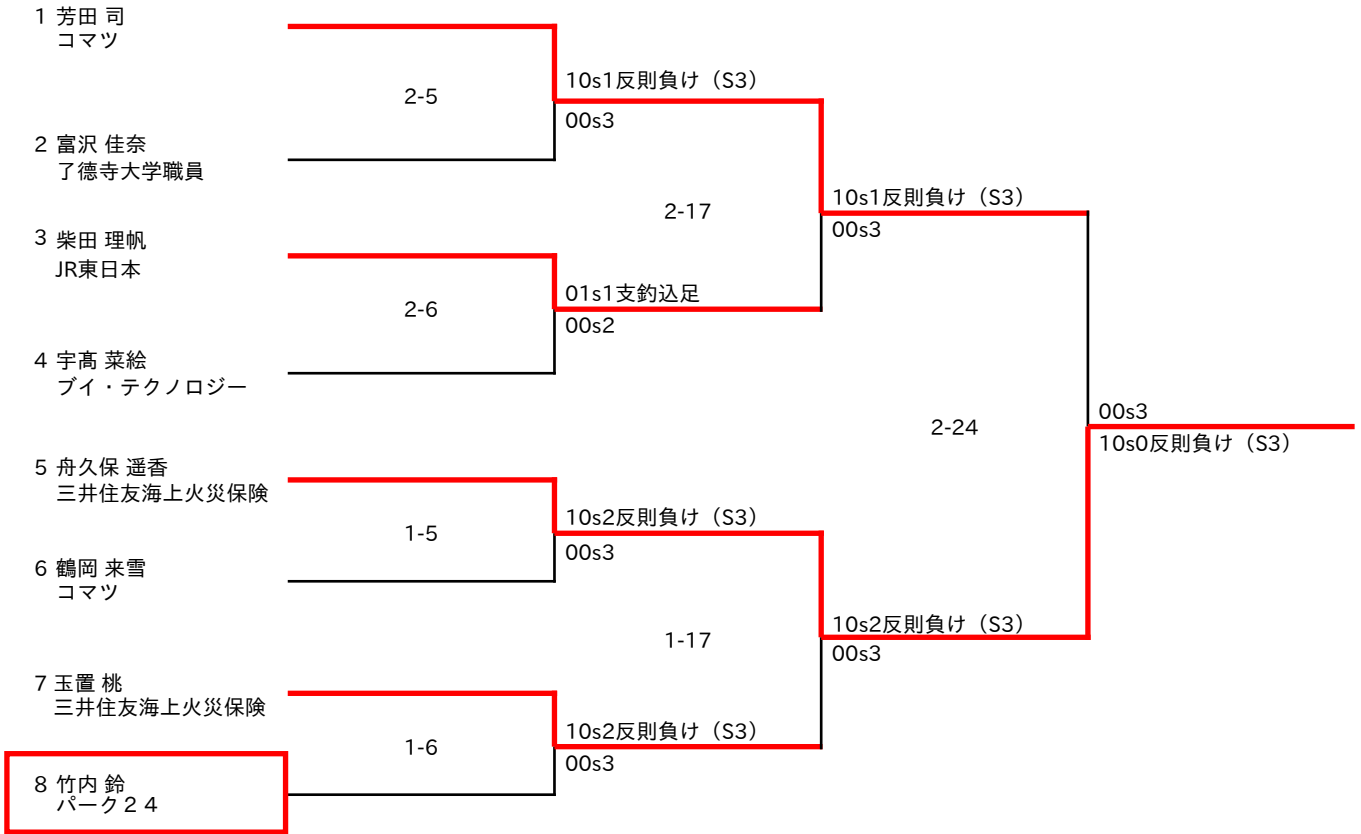 1 芳田 司
コマツ
10s1反則負け（S3）
2-5
00s3
2 富沢 佳奈
了德寺大学職員
10s1反則負け（S3）
2-17
00s3
3 柴田 理帆
JR東日本
01s1支釣込足
2-6
00s2
4 宇髙 菜絵
ブイ・テクノロジー
00s3
2-24
10s0反則負け（S3）
5 舟久保 遥香
三井住友海上火災保険
10s2反則負け（S3）
1-5
00s3
6 鶴岡 来雪
コマツ
10s2反則負け（S3）
1-17
00s3
7 玉置 桃
三井住友海上火災保険
10s2反則負け（S3）
1-6
00s3
8 竹内 鈴
パーク２４